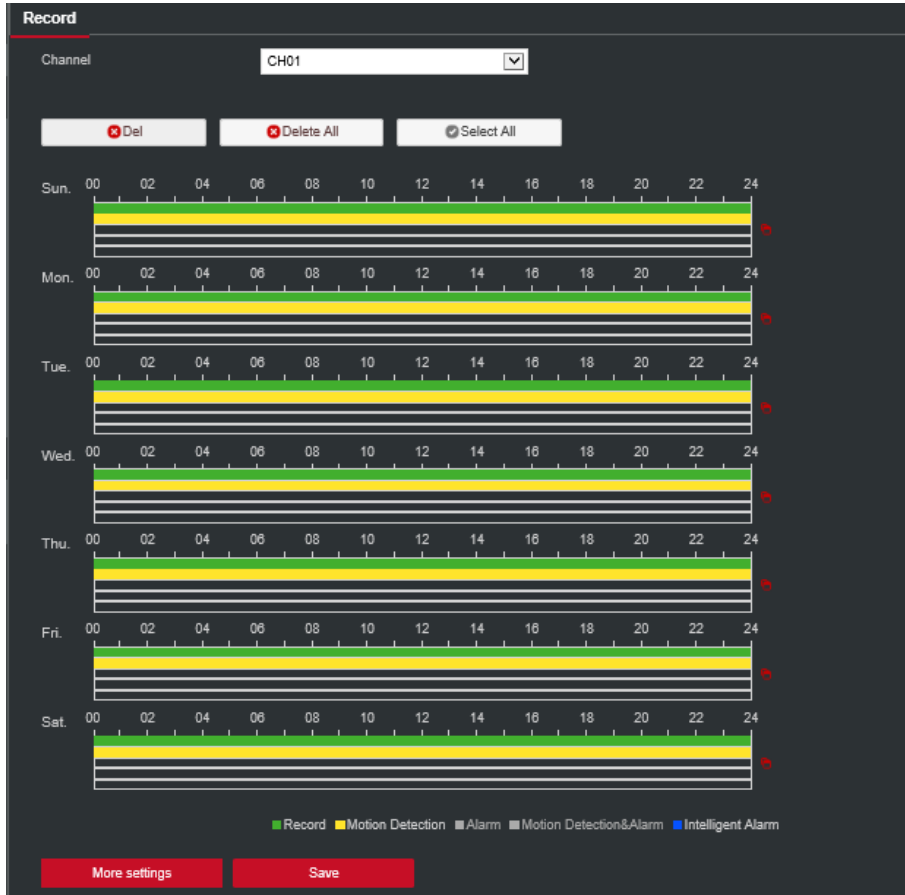 Record
Channel CH01
Del Delete All Select All
Sun. 00 02 04 06 08 10 12 14 16 18 20 22 24
Mon. 00 02 04 06 08 10 12 14 16 18 20 22 24
Tue. 00 02 04 06 08 10 12 14 16 18 20 22 24
Wed. 00 02 04 06 08 10 12 14 16 18 20 22 24
Thu. 00 02 04 06 08 10 12 14 16 18 20 22 24
Fri. 00 02 04 06 08 10 12 14 16 18 20 22 24
Sat. 00 02 04 06 08 10 12 14 16 18 20 22 24
Record Motion Detection Alarm Motion Detection&Alarm Intelligent Alarm
More settings Save